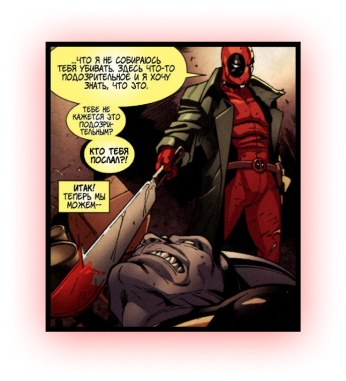 ...ЧТО Я НЕ СОБИРАЮСЬ
ТЕБЯ УБИВАТЬ. ЗДЕСЬ ЧТО-ТО
ПОДОЗРИТЕЛЬНОЕ И Я ХОЧУ
ЗНАТЬ, ЧТО ЭТО.
ТЕБЕ НЕ
КАЖЕТСЯ ЭТО
ПОДОЗРИ-
ТЕЛЬНЫМ?
КТО ТЕБЯ
ПОСЛАЛ?!
ИТАК!
ТЕПЕРЬ МЫ
МОЖЕМ--